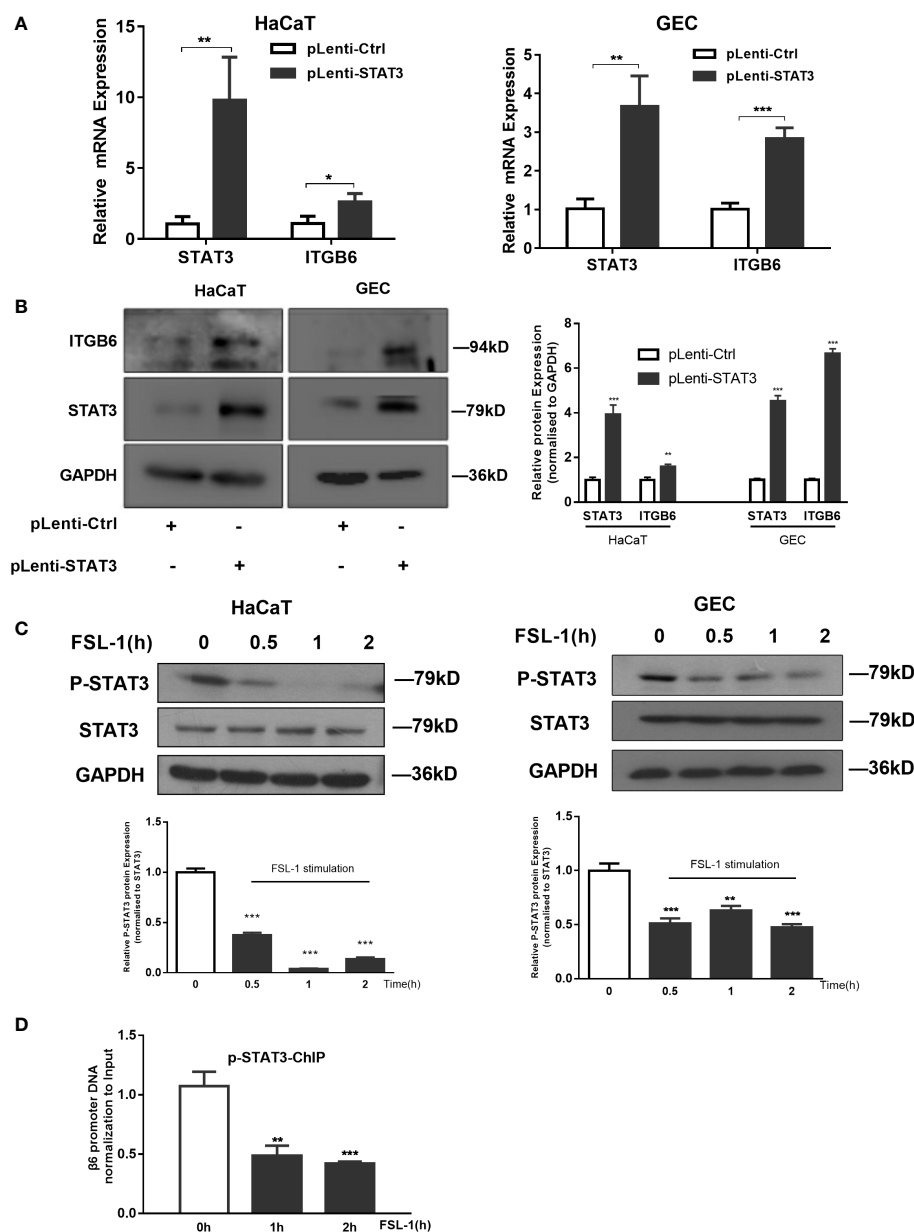 A
HaCaT
pLenti-Ctrl
pLenti-STAT3
Relative mRNA Expression
15
10
5
0
**
*
STAT3
ITGB6
GEC
pLenti-Ctrl
pLenti-STAT3
Relative mRNA Expression
5
4
3
2
1
0
**
***
STAT3
ITGB6
B
HaCaT
GEC
ITGB6
—94kD
STAT3
—79kD
GAPDH
—36kD
pLenti-Ctrl + - + -
pLenti-STAT3 - + - +
Relative protein Expression
(normalised to GAPDH)
8
6
4
2
0
pLenti-Ctrl
pLenti-STAT3
***
**
***
***
STAT3 ITGB6 STAT3 ITGB6
HaCaT GEC
C
HaCaT
FSL-1(h) 0 0.5 1 2
P-STAT3 —79kD
STAT3 —79kD
GAPDH —36kD
Relative P-STAT3 protein Expression
(normalised to STAT3)
1.5
1.0
0.5
0.0
FSL-1 stimulation
***
***
***
0 0.5 1 2 Time(h)
GEC
FSL-1(h) 0 0.5 1 2
P-STAT3 —79kD
STAT3 —79kD
GAPDH —36kD
Relative P-STAT3 protein Expression
(normalised to STAT3)
1.5
1.0
0.5
0.0
FSL-1 stimulation
***
**
***
0 0.5 1 2 Time(h)
D
p-STAT3-ChIP
β6 promoter DNA
normalization to Input
1.5
1.0
0.5
0.0
**
***
0h 1h 2h FSL-1(h)